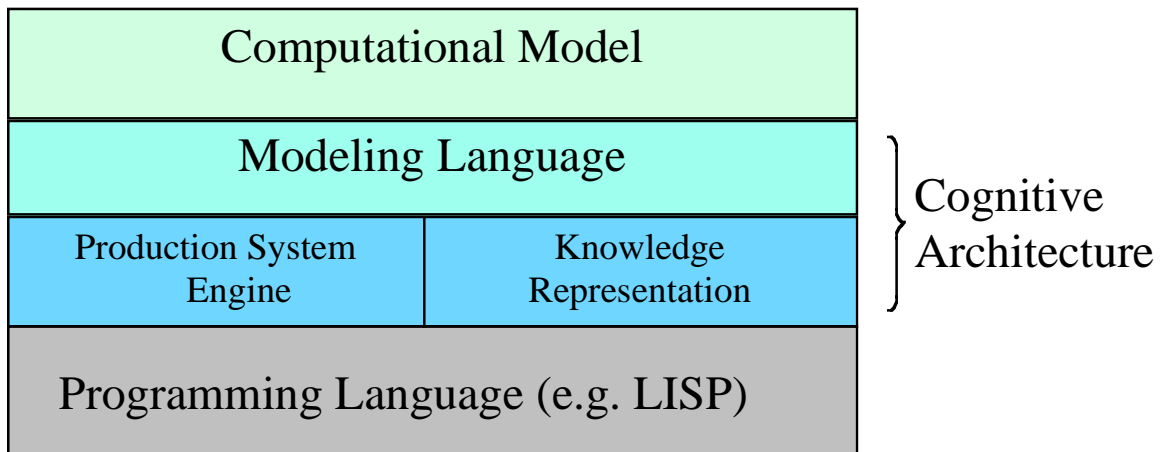 Computational Model
Modeling Language
Production System
Engine
Knowledge
Representation
Programming Language (e.g. LISP)
Cognitive
Architecture